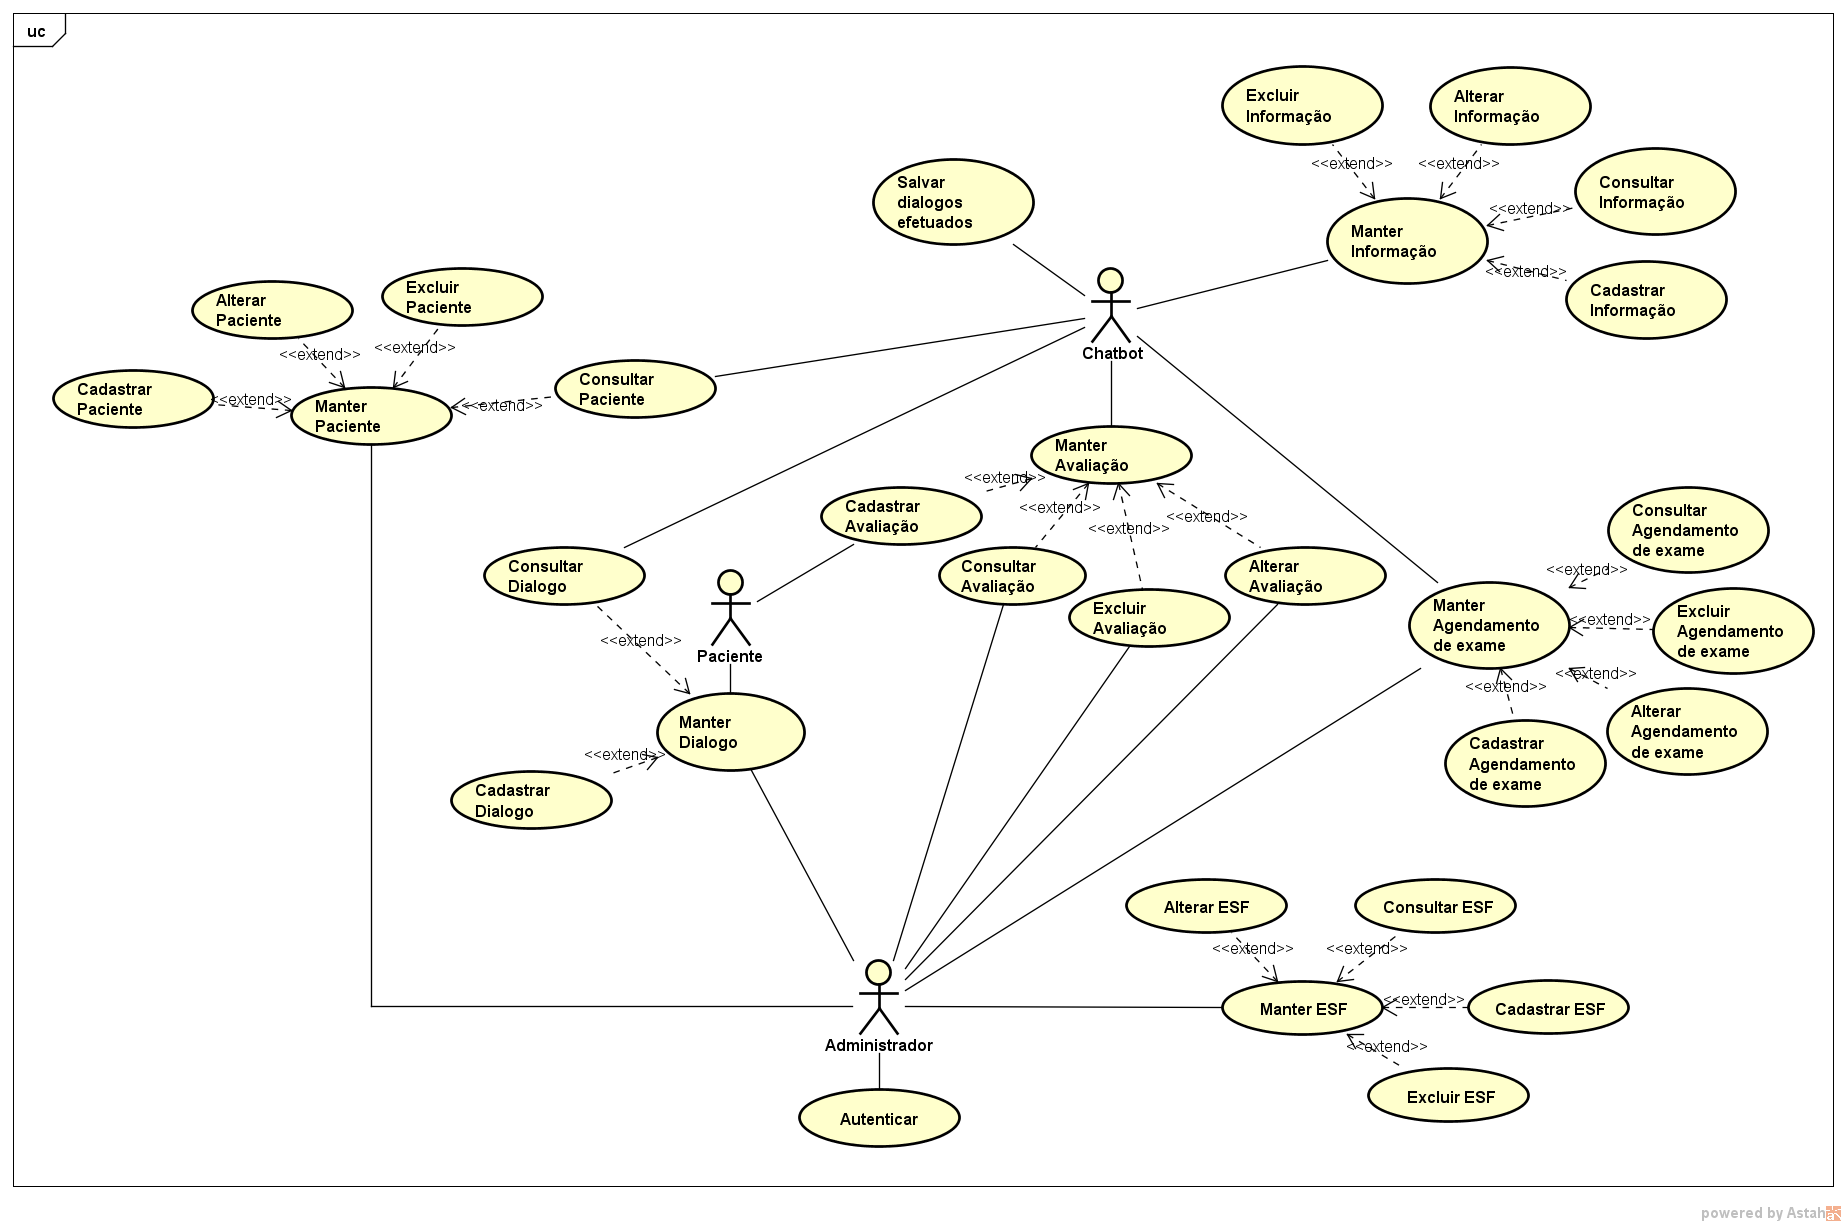 uc
Excluir
Informação
Alterar
Informação
<<extend>>
<<extend>>
Consultar
Informação
<<extend>>
Salvar
dialogos
efetuados
Manter
Informação
<<extend>>
Cadastrar
Informação
Chatbot
Alterar
Paciente
Excluir
Paciente
<<extend>>
<<extend>>
Cadastrar
Paciente
<<extend>>
Manter
Paciente
<<extend>>
Consultar
Paciente
Manter
Avaliação
<<extend>>
<<extend>>
<<extend>>
<<extend>>
Cadastrar
Avaliação
Consultar
Avaliação
Excluir
Avaliação
Alterar
Avaliação
Consultar
Dialogo
<<extend>>
Paciente
Manter
Dialogo
<<extend>>
Cadastrar
Dialogo
Consultar
Agendamento
de exame
<<extend>>
Manter
Agendamento
de exame
<<extend>>
Excluir
Agendamento
de exame
<<extend>>
<<extend>>
Alterar
Agendamento
de exame
Cadastrar
Agendamento
de exame
Alterar ESF
Consultar ESF
<<extend>>
<<extend>>
Manter ESF
<<extend>>
Cadastrar ESF
<<extend>>
Excluir ESF
Administrador
Autenticar
powered by Astah